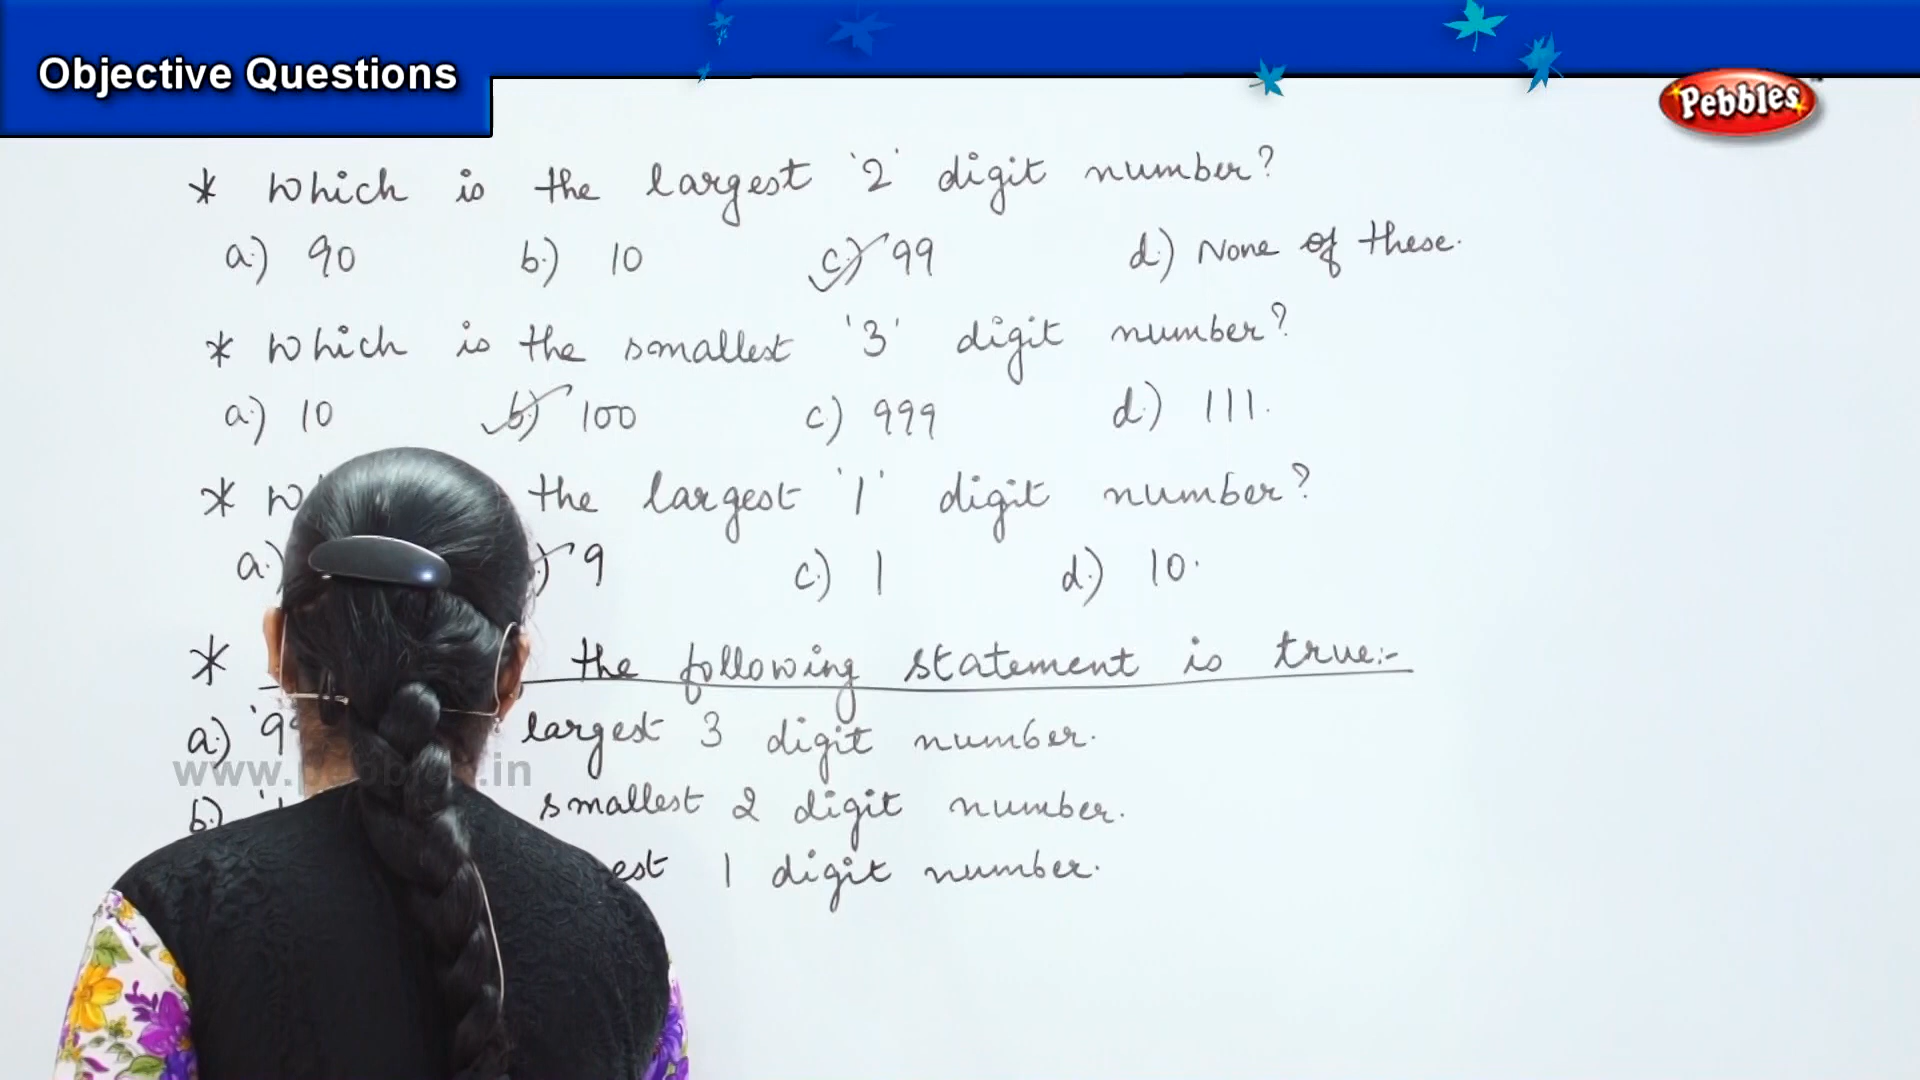 Objective Questions
Pebbles
* Which is the largest '2' digit number?
a.) 90 b.) 10 c.) 99 d.) None of these.
* Which is the smallest '3' digit number?
a.) 10 b.) 100 c.) 999 d.) 111.
* the largest '1' digit number?
a.) 9 c.) 1 d.) 10.
* the following statement is true:-
a.) largest 3 digit number.
www. .in
b.) smallest 2 digit number.
1 digit number.